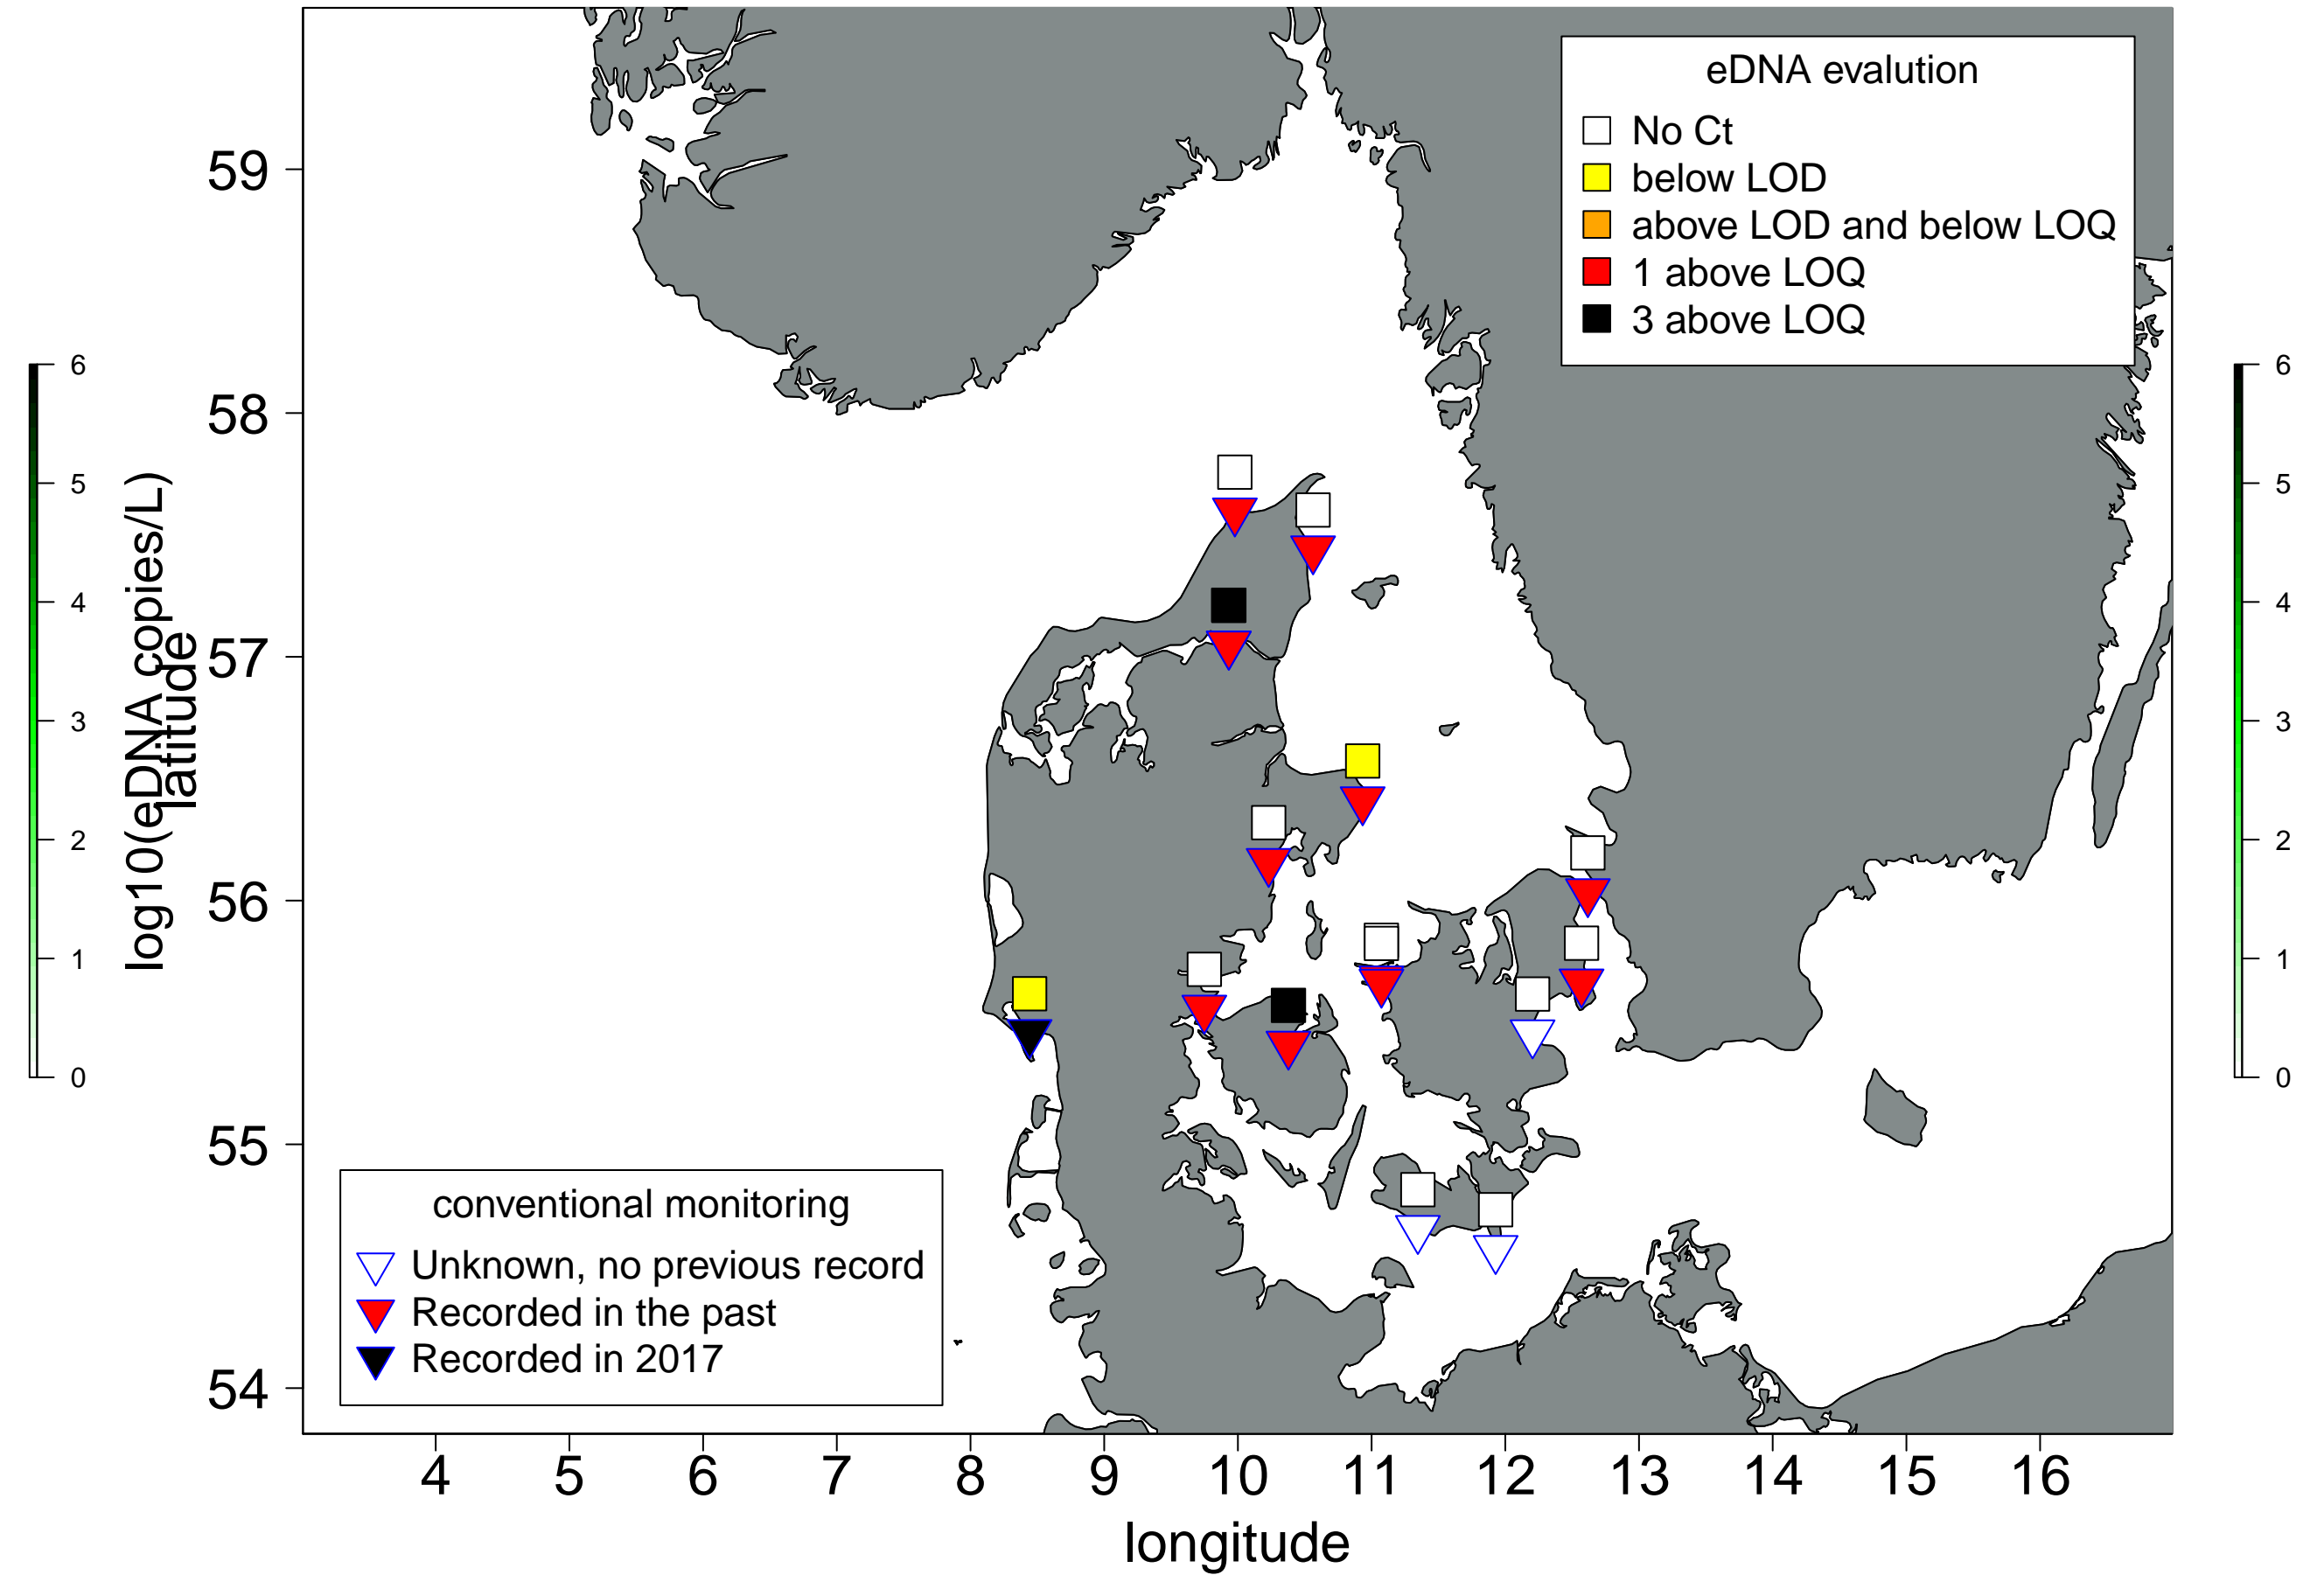 eDNA evalution
No Ct
below LOD
above LOD and below LOQ
1 above LOQ
3 above LOQ
59
58
57
56
55
54
latitude
log10(eDNA copies/L)
6
5
4
3
2
1
0
6
5
4
3
2
1
0
conventional monitoring
Unknown, no previous record
Recorded in the past
Recorded in 2017
4 5 6 7 8 9 10 11 12 13 14 15 16
longitude